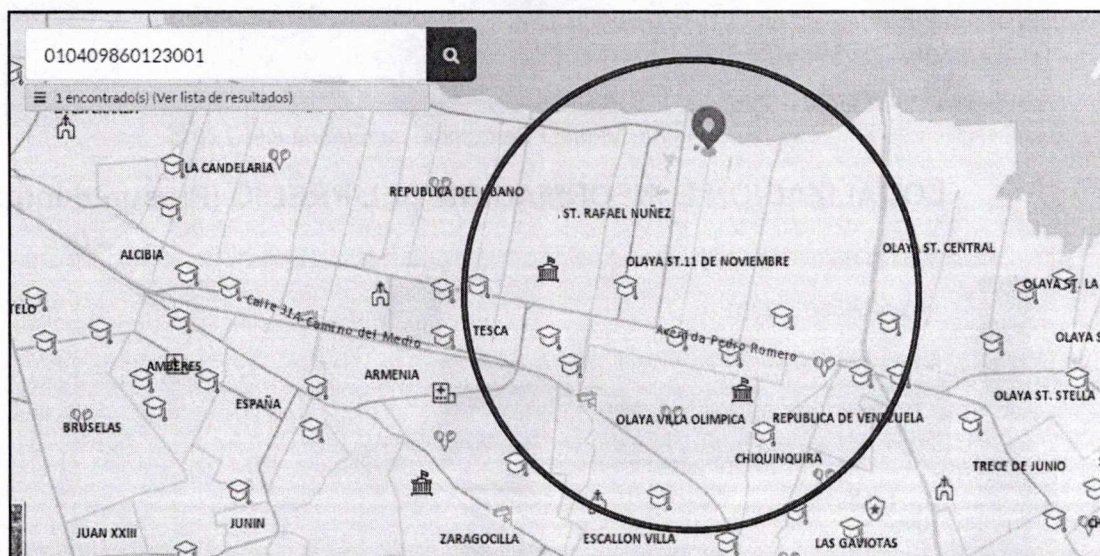 010409860123001
1 encontrado(s) (Ver lista de resultados)
LA CANDELARIA
REPUBLICA DEL LIBANO
. ST. RAFAEL NUÑEZ
ALCIBIA
OLAYA ST.11 DE NOVIEMBRE
OLAYA ST. CENTRAL
OLAYA ST. LA
TELO
Calle 31A Camino del Medio
TESCA
Avenida Pedro Romero
OLAYA S
AMBERES
ARMENIA
ESPAÑA
OLAYA ST. STELLA
BRUSELAS
OLAYA VILLA OLIMPICA
REPUBLICA DE VENEZUELA
CHIQUINQUIRA
TRECE DE JUNIO
JUNIN
JUAN XXIII
ZARAGOCILLA
ESCALLON VILLA
LAS GAVIOTAS